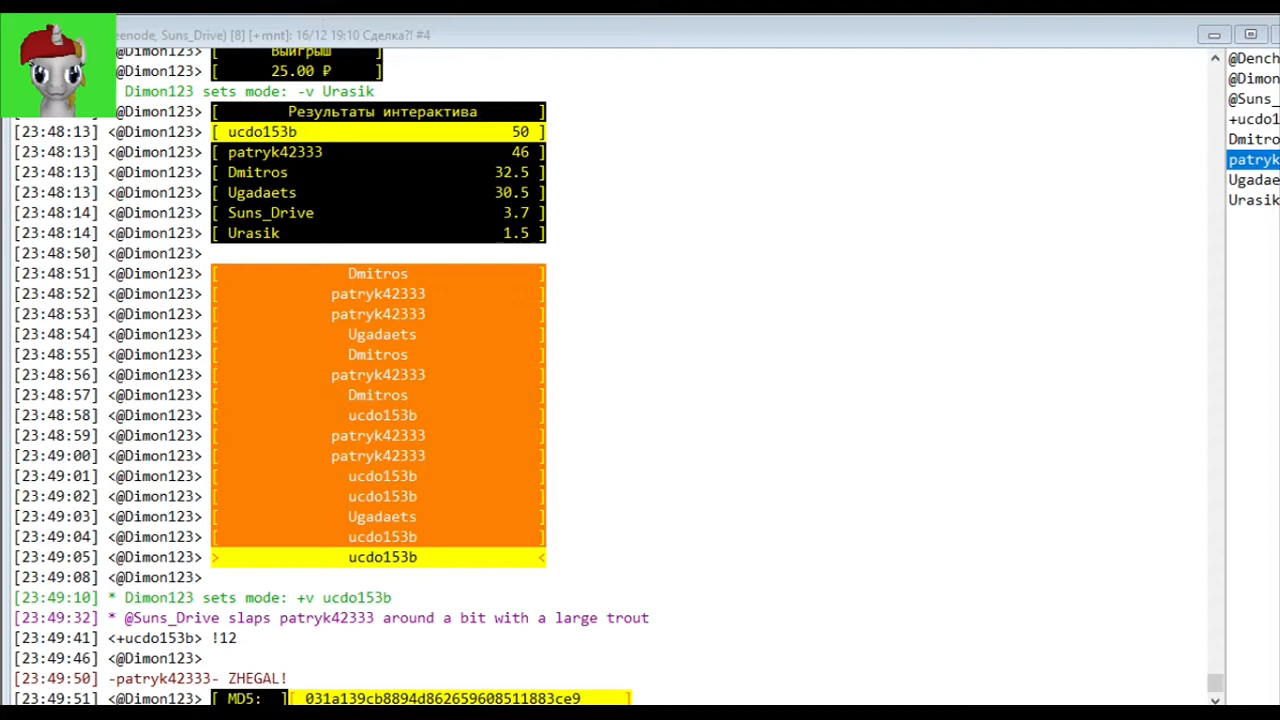 eenode, Suns_Drive) [8] [+mnt]: 16/12 19:10 Сделка?! #4
@Dimon123> [ Выигрыш ]
@Dimon123> [ 25.00 ₽ ]
Dimon123 sets mode: -v Urasik
@Dimon123> [ Результаты интерактива ]
[23:48:13] <@Dimon123> [ ucdo153b 50 ]
[23:48:13] <@Dimon123> [ patryk42333 46 ]
[23:48:13] <@Dimon123> [ Dmitros 32.5 ]
[23:48:13] <@Dimon123> [ Ugadaets 30.5 ]
[23:48:14] <@Dimon123> [ Suns_Drive 3.7 ]
[23:48:14] <@Dimon123> [ Urasik 1.5 ]
[23:48:50] <@Dimon123>
[23:48:51] <@Dimon123> [ Dmitros ]
[23:48:52] <@Dimon123> [ patryk42333 ]
[23:48:53] <@Dimon123> [ patryk42333 ]
[23:48:54] <@Dimon123> [ Ugadaets ]
[23:48:55] <@Dimon123> [ Dmitros ]
[23:48:56] <@Dimon123> [ patryk42333 ]
[23:48:57] <@Dimon123> [ Dmitros ]
[23:48:58] <@Dimon123> [ ucdo153b ]
[23:48:59] <@Dimon123> [ patryk42333 ]
[23:49:00] <@Dimon123> [ patryk42333 ]
[23:49:01] <@Dimon123> [ ucdo153b ]
[23:49:02] <@Dimon123> [ ucdo153b ]
[23:49:03] <@Dimon123> [ Ugadaets ]
[23:49:04] <@Dimon123> [ ucdo153b ]
[23:49:05] <@Dimon123> > ucdo153b <
[23:49:08] <@Dimon123>
[23:49:10] * Dimon123 sets mode: +v ucdo153b
[23:49:32] * @Suns_Drive slaps patryk42333 around a bit with a large trout
[23:49:41] <+ucdo153b> !12
[23:49:46] <@Dimon123>
[23:49:50] -patryk42333- ZHEGAL!
[23:49:51] <@Dimon123> [ MD5: ][ 031a139cb8894d862659608511883ce9 ]
@Dench
@Dimon
@Suns_
+ucdo1
Dmitro
patryk
Ugadae
Urasik